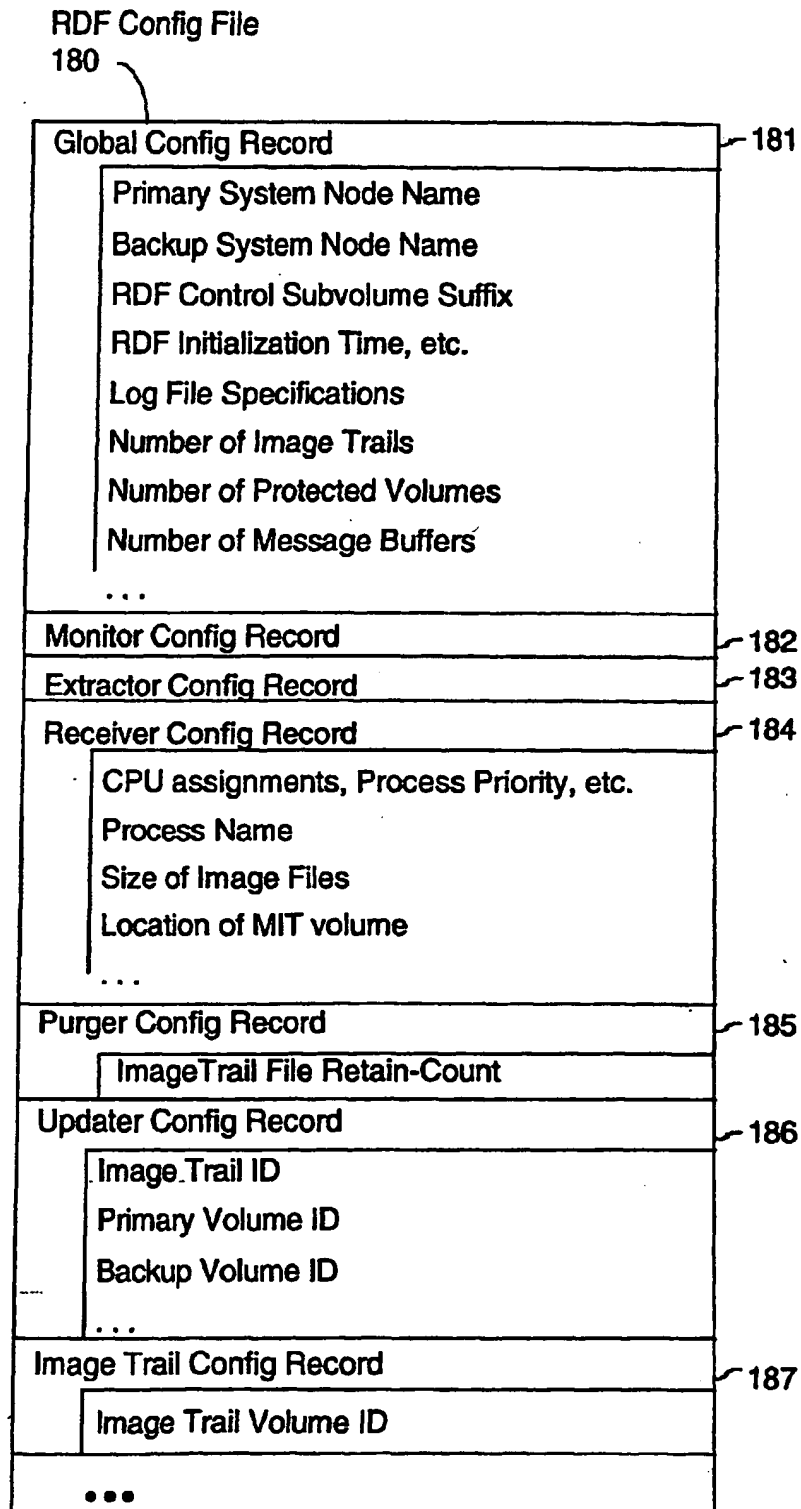 RDF Config File
180
Global Config Record 181
Primary System Node Name
Backup System Node Name
RDF Control Subvolume Suffix
RDF Initialization Time, etc.
Log File Specifications
Number of Image Trails
Number of Protected Volumes
Number of Message Buffers
...
Monitor Config Record 182
Extractor Config Record 183
Receiver Config Record 184
CPU assignments, Process Priority, etc.
Process Name
Size of Image Files
Location of MIT volume
...
Purger Config Record 185
ImageTrail File Retain-Count
Updater Config Record 186
Image Trail ID
Primary Volume ID
Backup Volume ID
...
Image Trail Config Record 187
Image Trail Volume ID
...